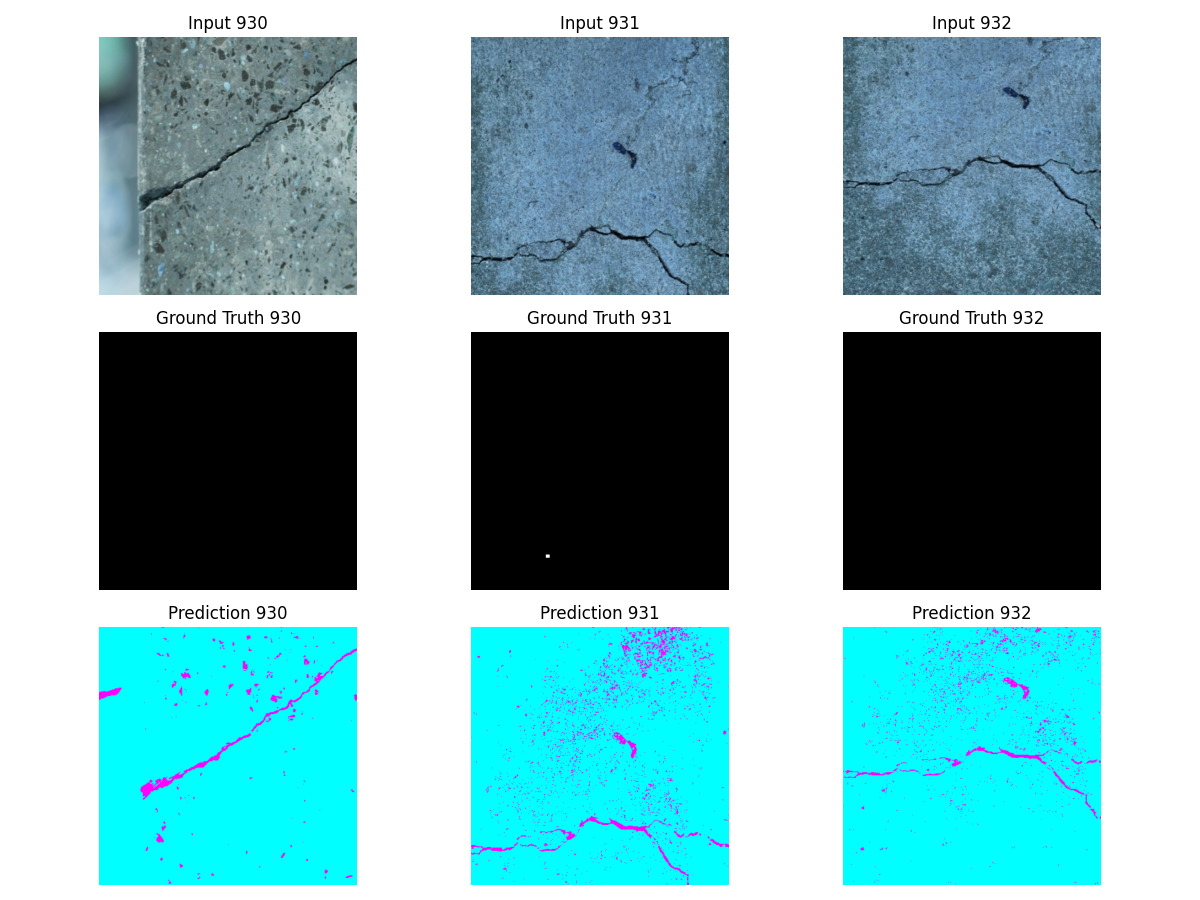 Input 930
Input 931
Input 932
Ground Truth 930
Ground Truth 931
Ground Truth 932
Prediction 930
Prediction 931
Prediction 932